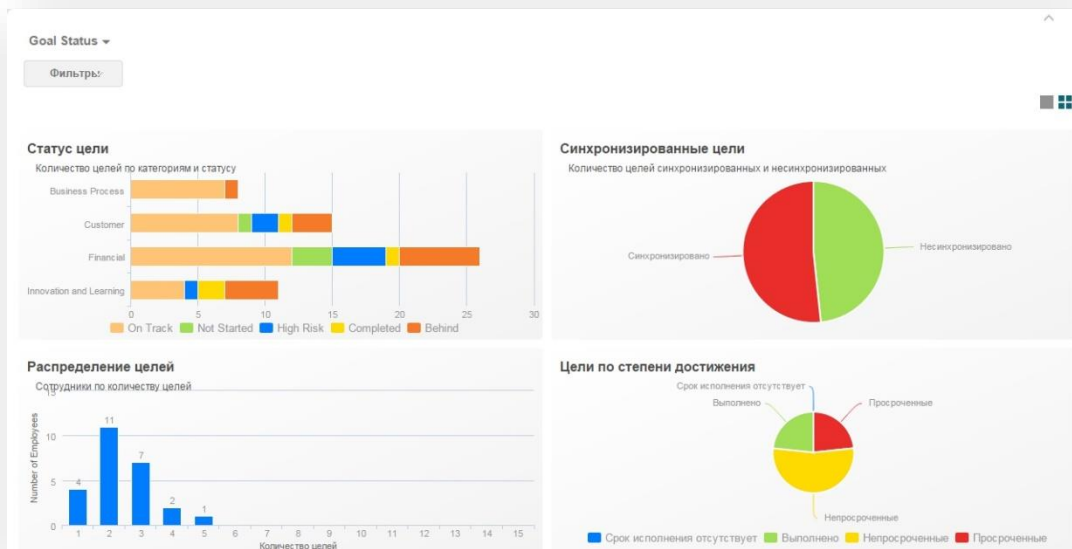 Goal Status
Фильтры
Статус цели
Количество целей по категориям и статусу
Business Process
Customer
Financial
Innovation and Learning
0 5 10 15 20 25 30
On Track Not Started High Risk Completed Behind
Синхронизированные цели
Количество целей синхронизированных и несинхронизированных
Несинхронизировано
Синхронизировано
Распределение целей
Сотрудники по количеству целей
15
10
5
0
Number of Employees
4 11 7 2 1
1 2 3 4 5 6 7 8 9 10 11 12 13 14 15
Количество целей
Цели по степени достижения
Срок исполнения отсутствует
Выполнено Просроченные
Непросроченные
Срок исполнения отсутствует Выполнено Непросроченные Просроченные